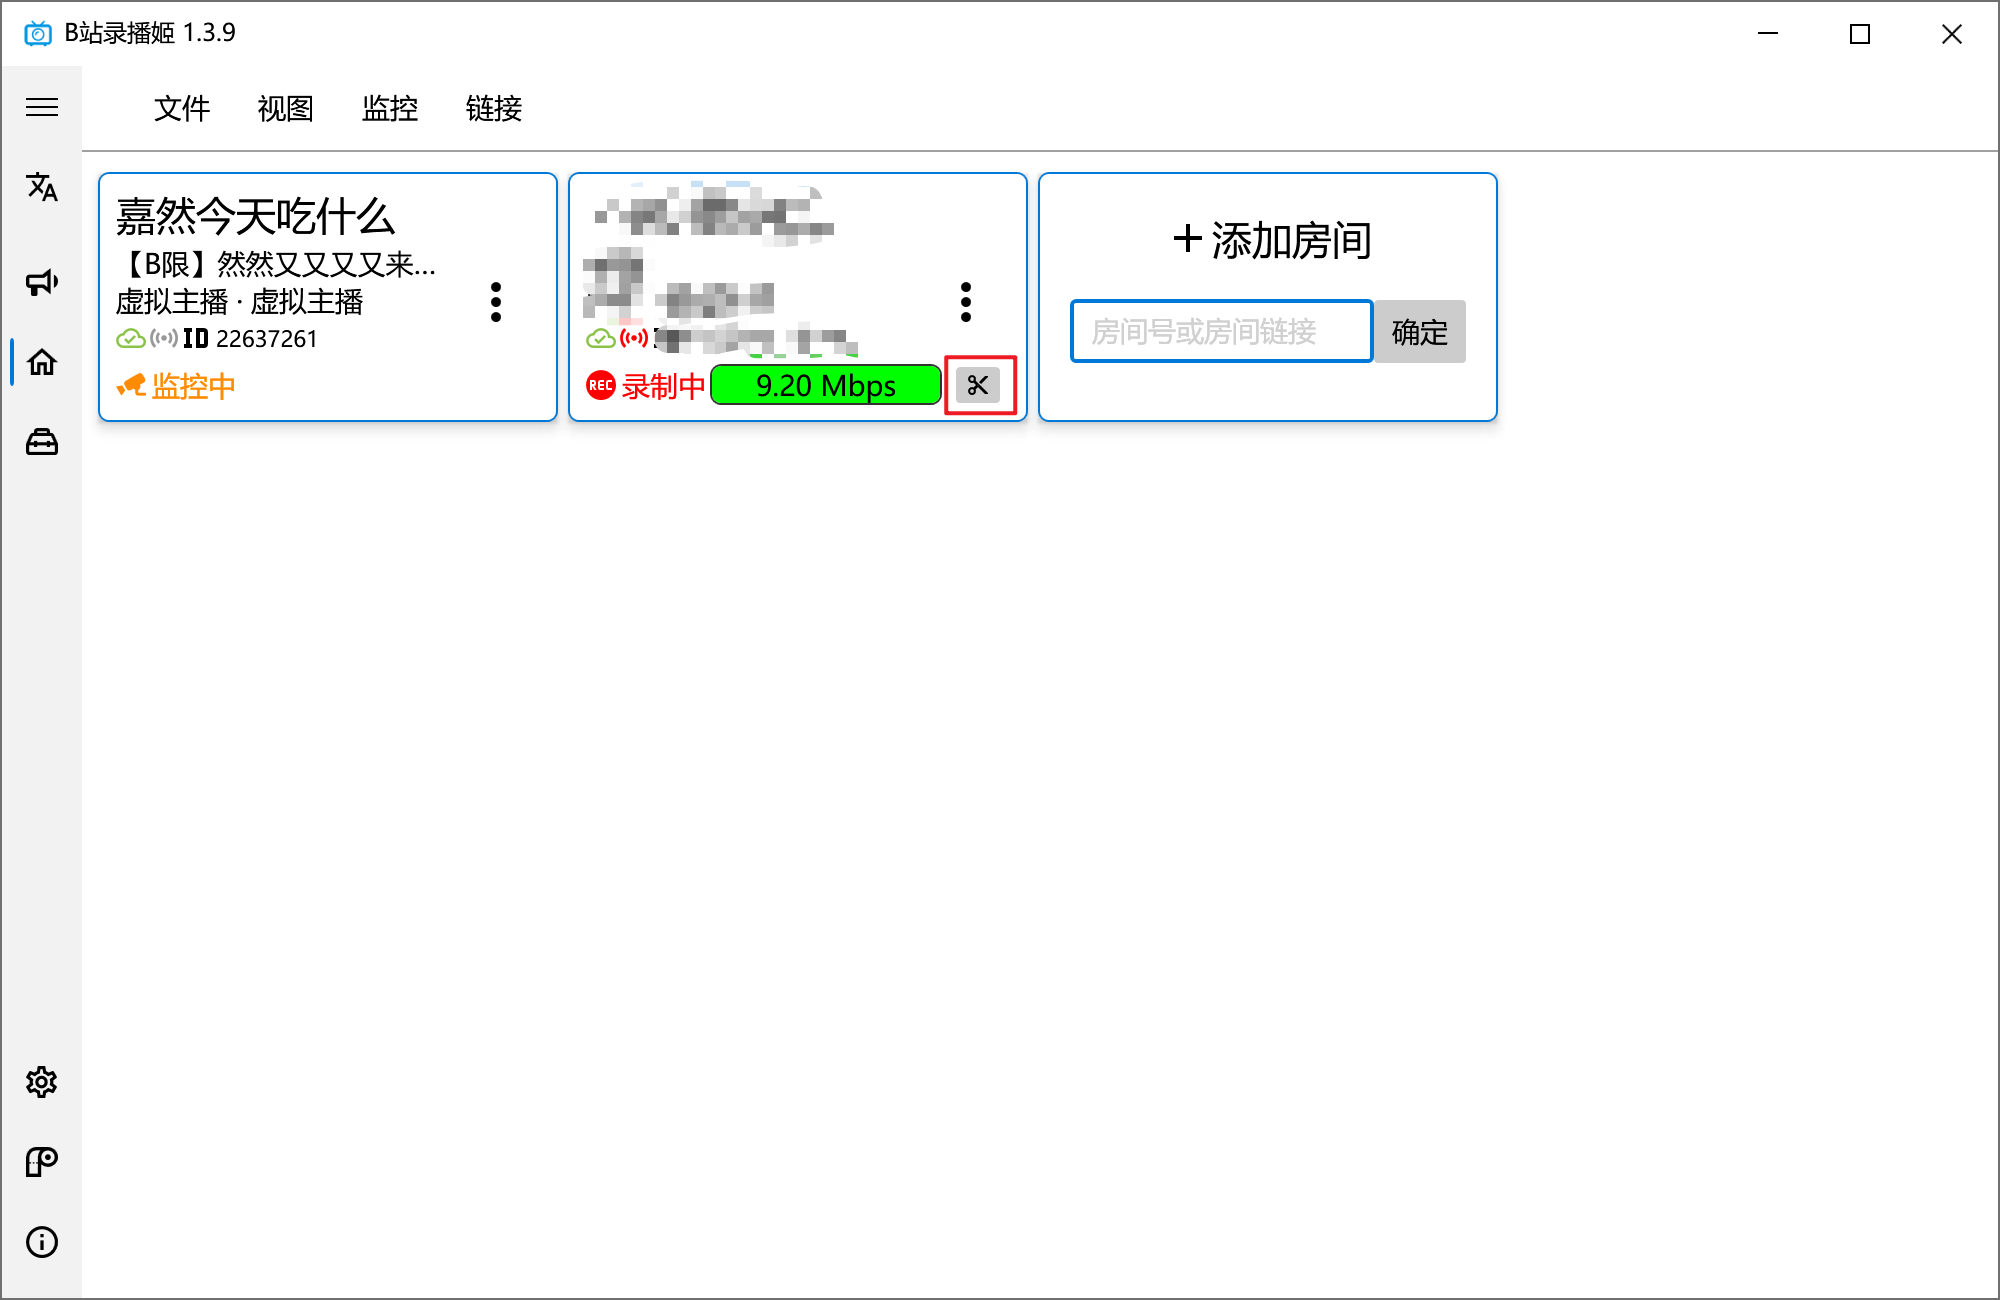 B站录播姬 1.3.9
文件 视图 监控 链接
嘉然今天吃什么
【B限】然然又又又又来...
虚拟主播 · 虚拟主播
ID 22637261
监控中
REC 录制中 9.20 Mbps
添加房间
房间号或房间链接 确定